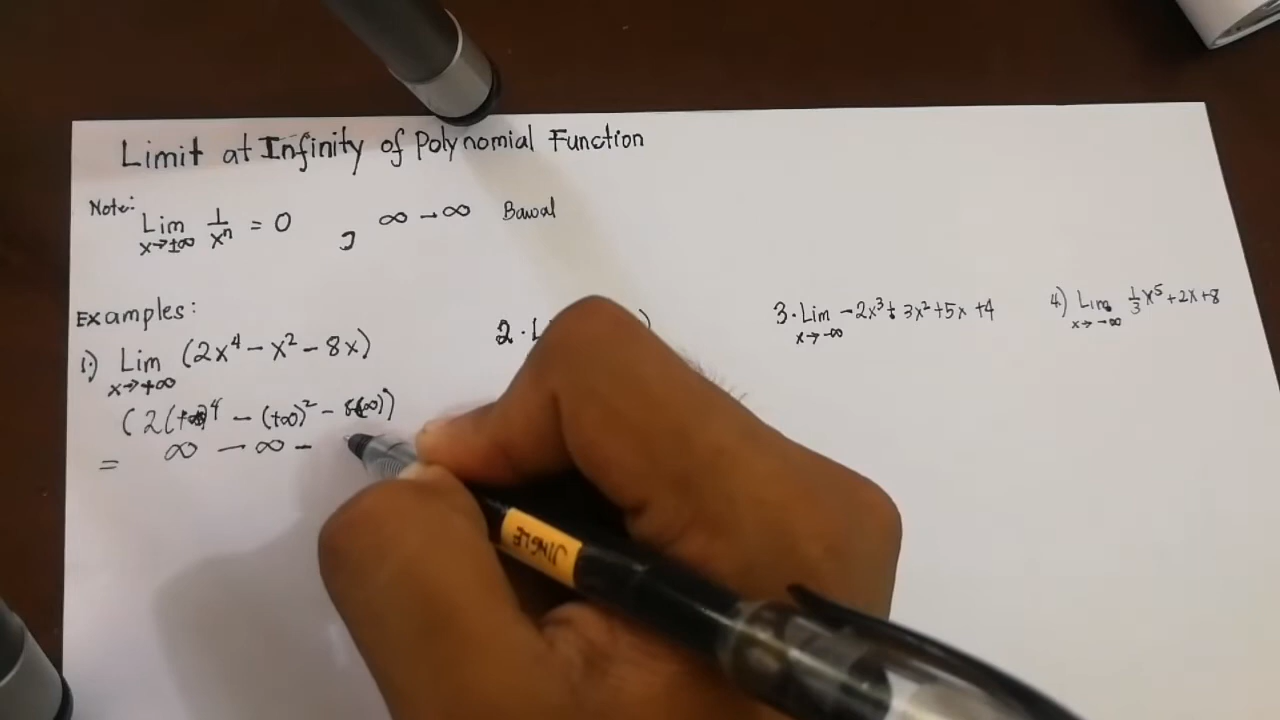 Limit at Infinity of Polynomial Function
Note: Lim x→±∞ 1/xⁿ = 0 , ∞ - ∞ Bawal
Examples:
1.) Lim x→+∞ (2x⁴ - x² - 8x)
(2(+∞)⁴ - (+∞)² - 8(∞))
= ∞ - ∞ -
2. L )
3. Lim x→-∞ -2x³ + 3x² + 5x + 4
4) Lim x→-∞ 1/3 x⁵ + 2x + 8
JINGLE